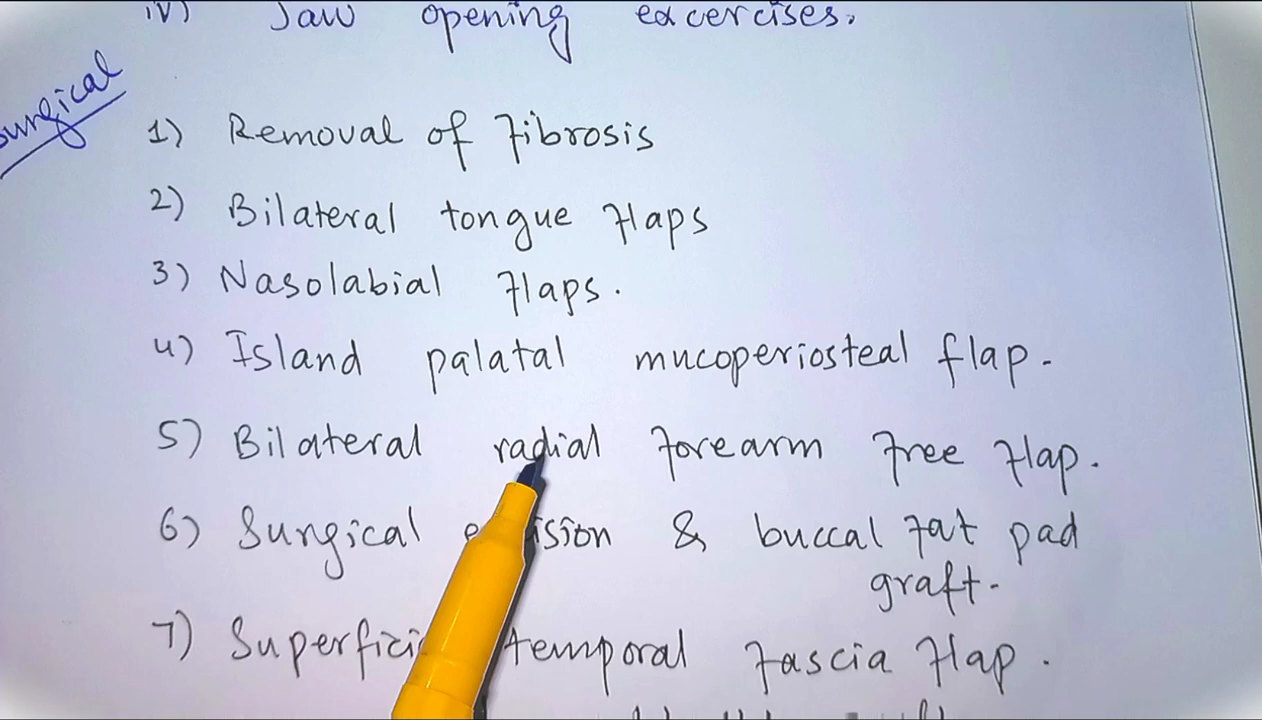 iv) Jaw opening excercises.
Surgical
1) Removal of Fibrosis
2) Bilateral tongue Flaps
3) Nasolabial Flaps.
4) Island palatal mucoperiosteal flap.
5) Bilateral radial Forearm Free Flap.
6) Surgical & buccal Fat pad
graft.
7) temporal Fascia Flap.